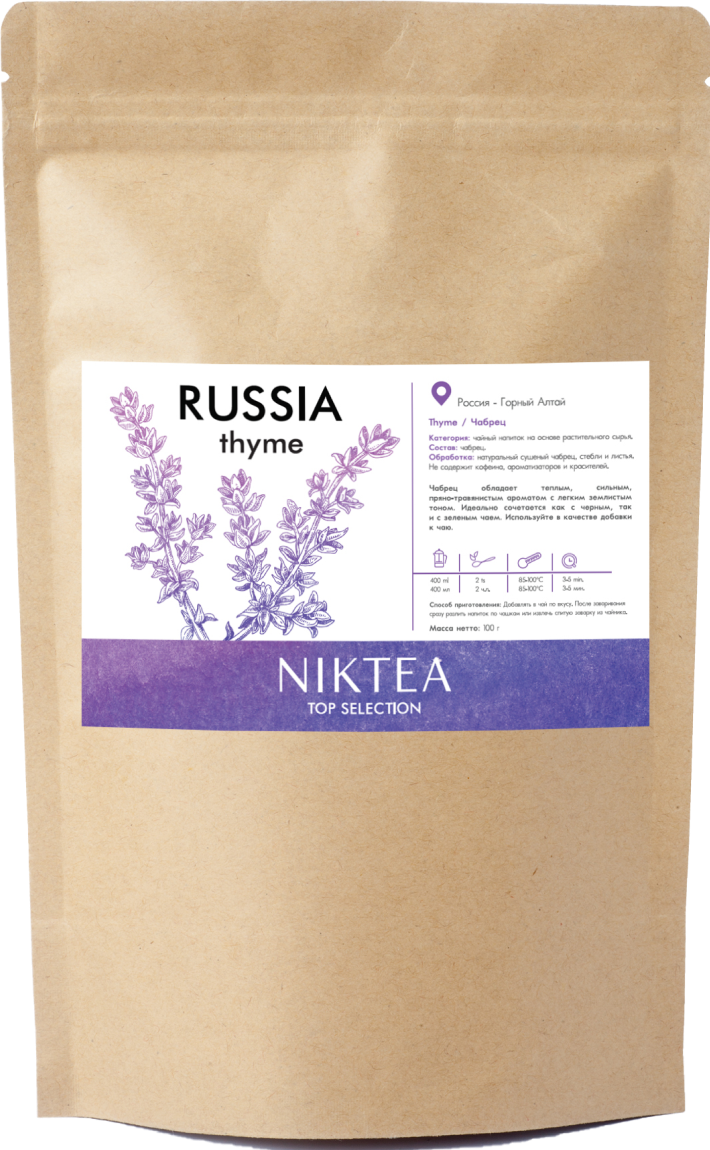 RUSSIA
thyme
Россия - Горный Алтай
Thyme / Чабрец
Категория: чайный напиток на основе растительного сырья.
Состав: чабрец.
Обработка: натуральный сушеный чабрец, стебли и листья.
Не содержит кофеина, ароматизаторов и красителей.
Чабрец обладает теплым, сильным,
пряно-травянистым ароматом с легким землистым
тоном. Идеально сочетается как с черным, так
и с зеленым чаем. Используйте в качестве добавки
к чаю.
400 ml 2 ts 85-100°C 3-5 min.
400 мл 2 ч.л. 85-100°C 3-5 мин.
Способ приготовления: Добавлять в чай по вкусу. После заваривания
сразу разлить напиток по чашкам или извлечь спитую заварку из чайника.
Масса нетто: 100 г
NIKTEA
TOP SELECTION